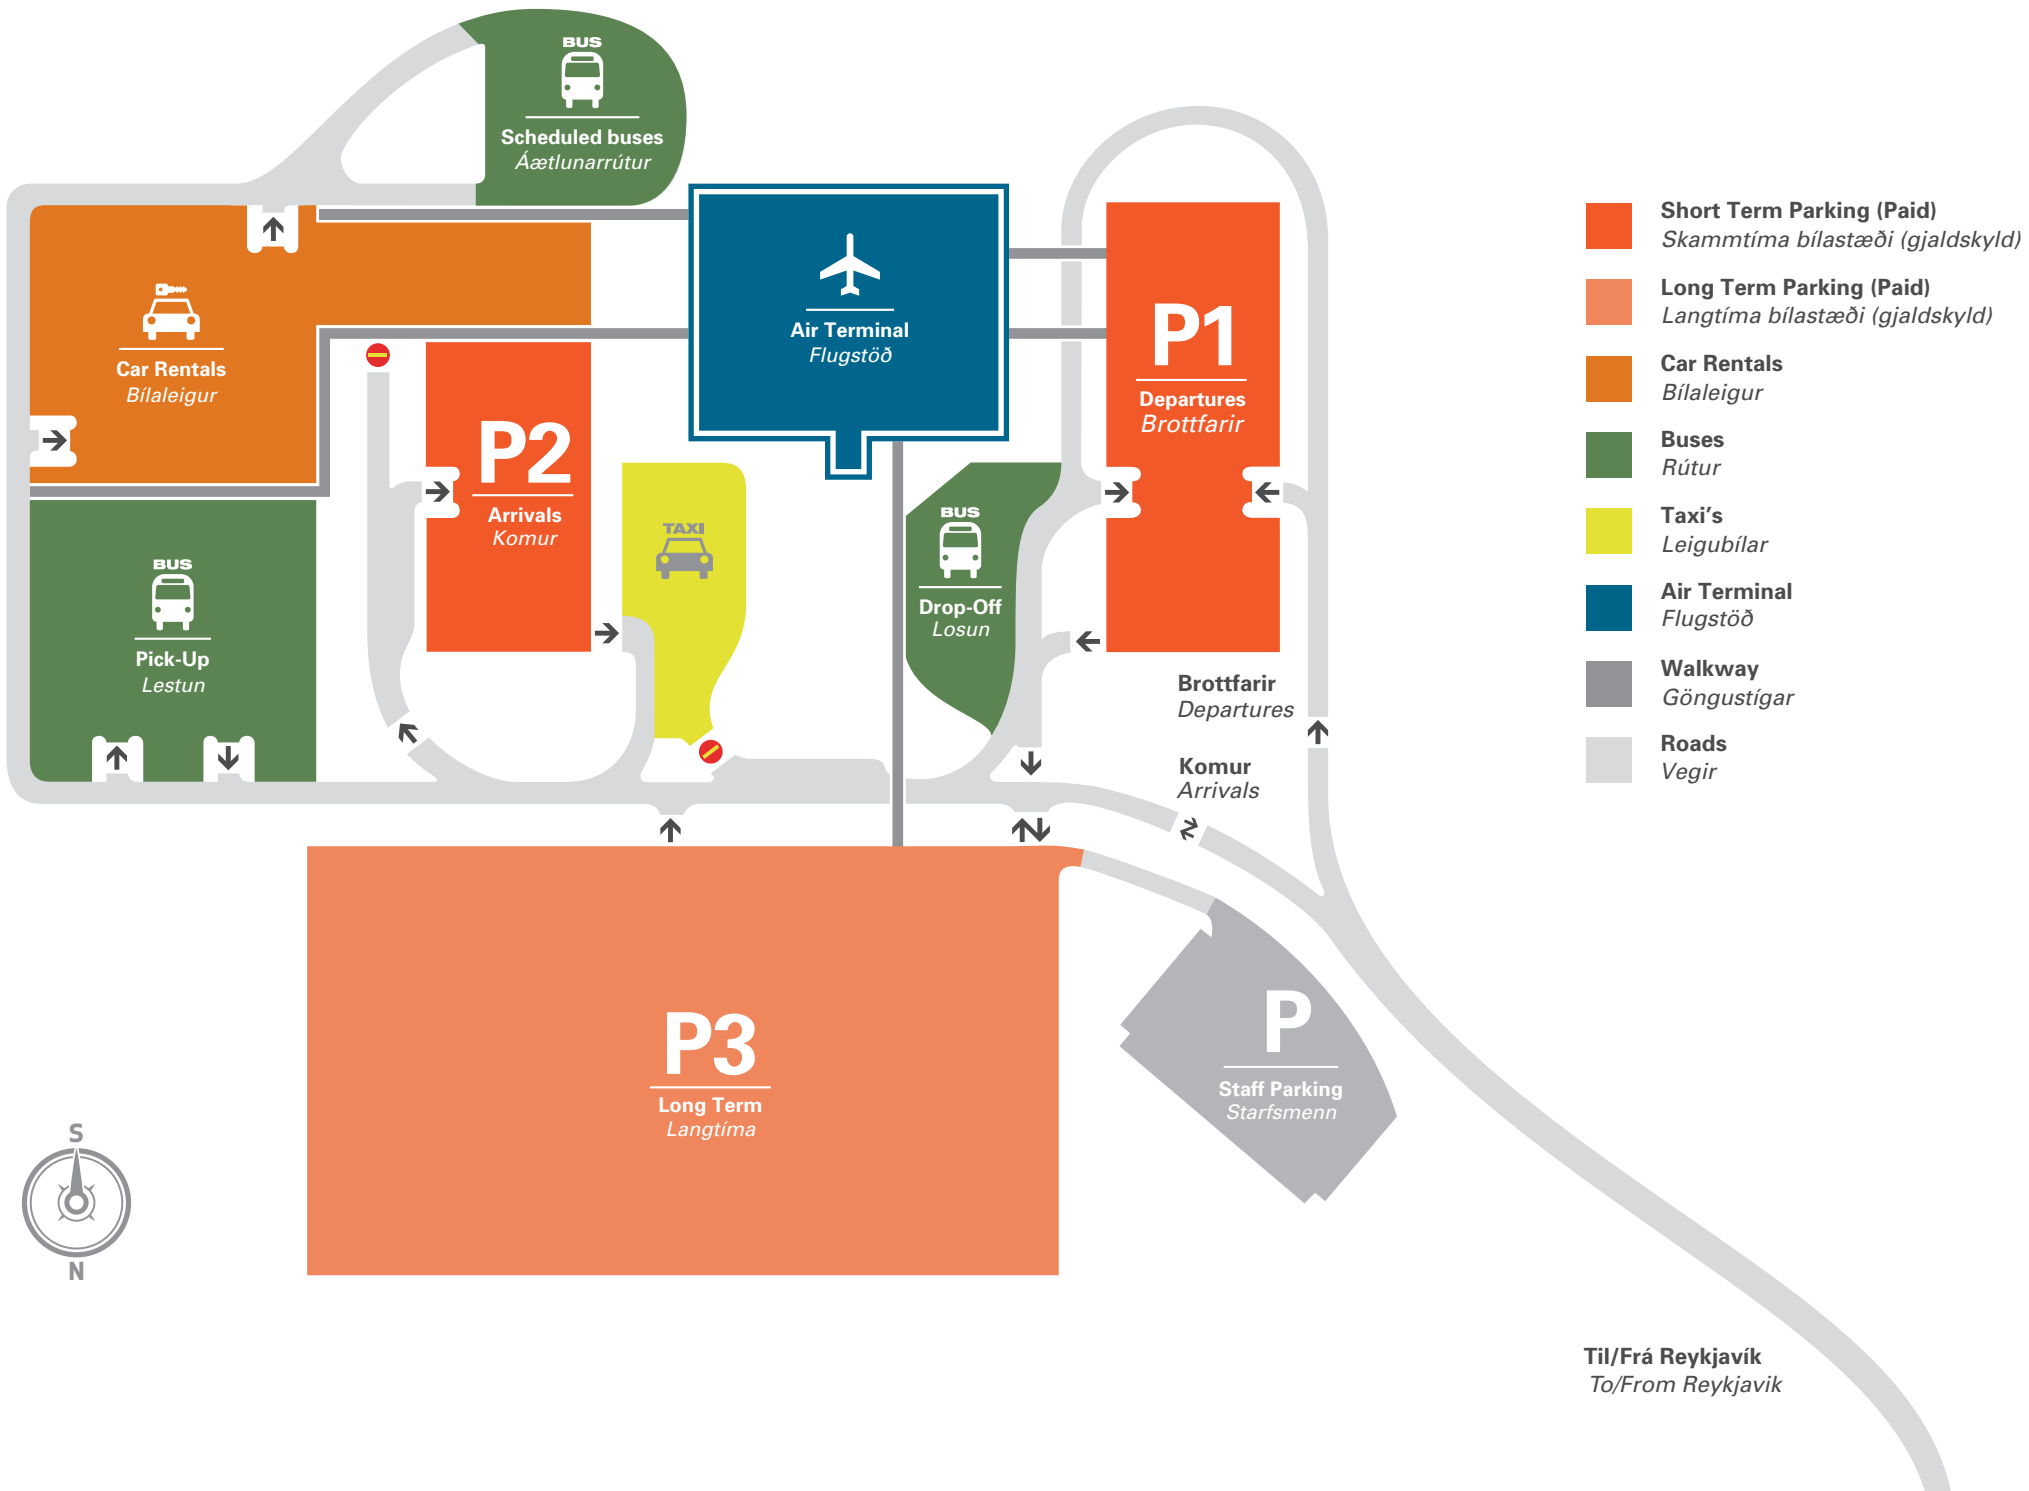 BUS
Scheduled buses
Áætlunarrútur
Air Terminal
Flugstöð
P1
Departures
Brottfarir
Car Rentals
Bílaleigur
P2
Arrivals
Komur
TAXI
BUS
Drop-Off
Losun
BUS
Pick-Up
Lestun
Brottfarir
Departures
Komur
Arrivals
P3
Long Term
Langtíma
P
Staff Parking
Starfsmenn
S
N
Til/Frá Reykjavík
To/From Reykjavik
Short Term Parking (Paid)
Skammtíma bílastæði (gjaldskyld)
Long Term Parking (Paid)
Langtíma bílastæði (gjaldskyld)
Car Rentals
Bílaleigur
Buses
Rútur
Taxi’s
Leigubílar
Air Terminal
Flugstöð
Walkway
Göngustígar
Roads
Vegir